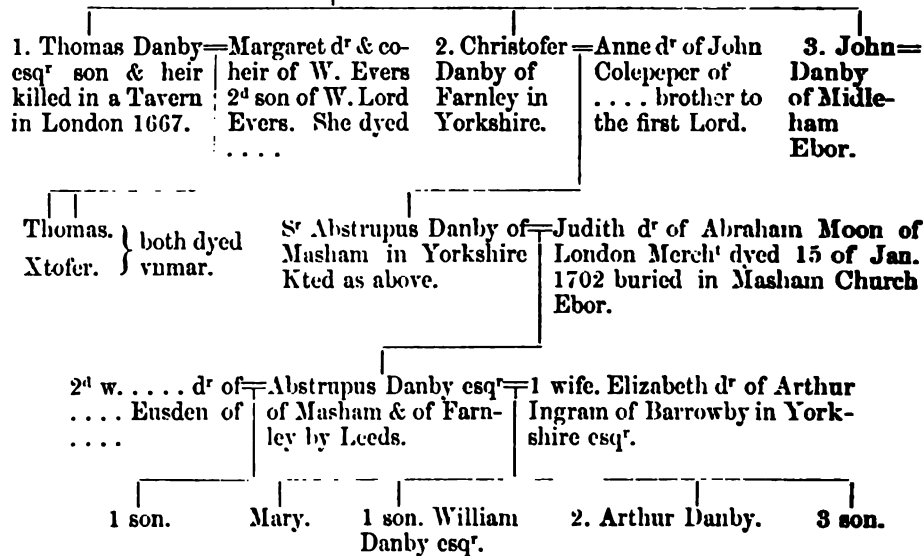 1. Thomas Danby
esqʳ son & heir
killed in a Tavern
in London 1667.
Margaret dʳ & co-
heir of W. Evers
2ᵈ son of W. Lord
Evers. She dyed
. . . .
2. Christofer
Danby of
Farnley in
Yorkshire.
Anne dʳ of John
Colepeper of
. . . . brother to
the first Lord.
3. John
Danby
of Midle-
ham
Ebor.
Thomas.
Xtofer.
both dyed
vnmar.
Sʳ Abstrupus Danby of
Masham in Yorkshire
Kted as above.
Judith dʳ of Abraham Moon of
London Merchᵗ dyed 15 of Jan.
1702 buried in Masham Church
Ebor.
2ᵈ w. . . . . dʳ of
. . . . Eusden of
. . . .
Abstrupus Danby esqʳ
of Masham & of Farn-
ley by Leeds.
1 wife. Elizabeth dʳ of Arthur
Ingram of Barrowby in York-
shire esqʳ.
1 son.
Mary.
1 son. William
Danby esqʳ.
2. Arthur Danby.
3 son.